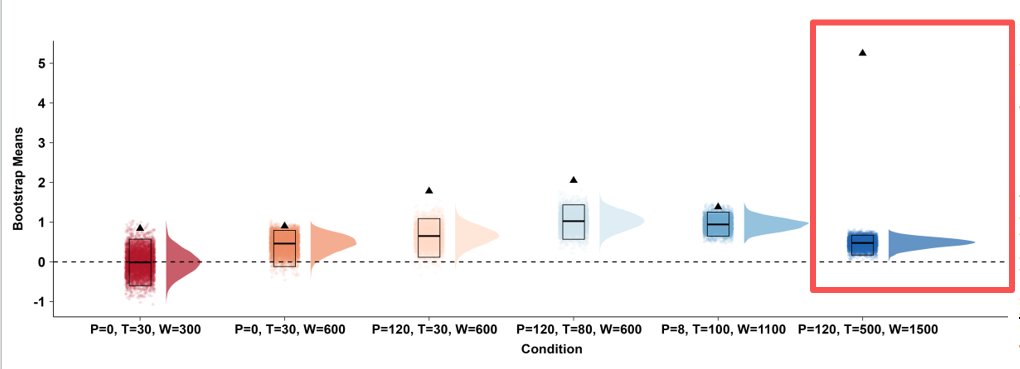 5
4
3
2
1
0
-1
Bootstrap Means
P=0, T=30, W=300 P=0, T=30, W=600 P=120, T=30, W=600 P=120, T=80, W=600 P=8, T=100, W=1100 P=120, T=500, W=1500
Condition